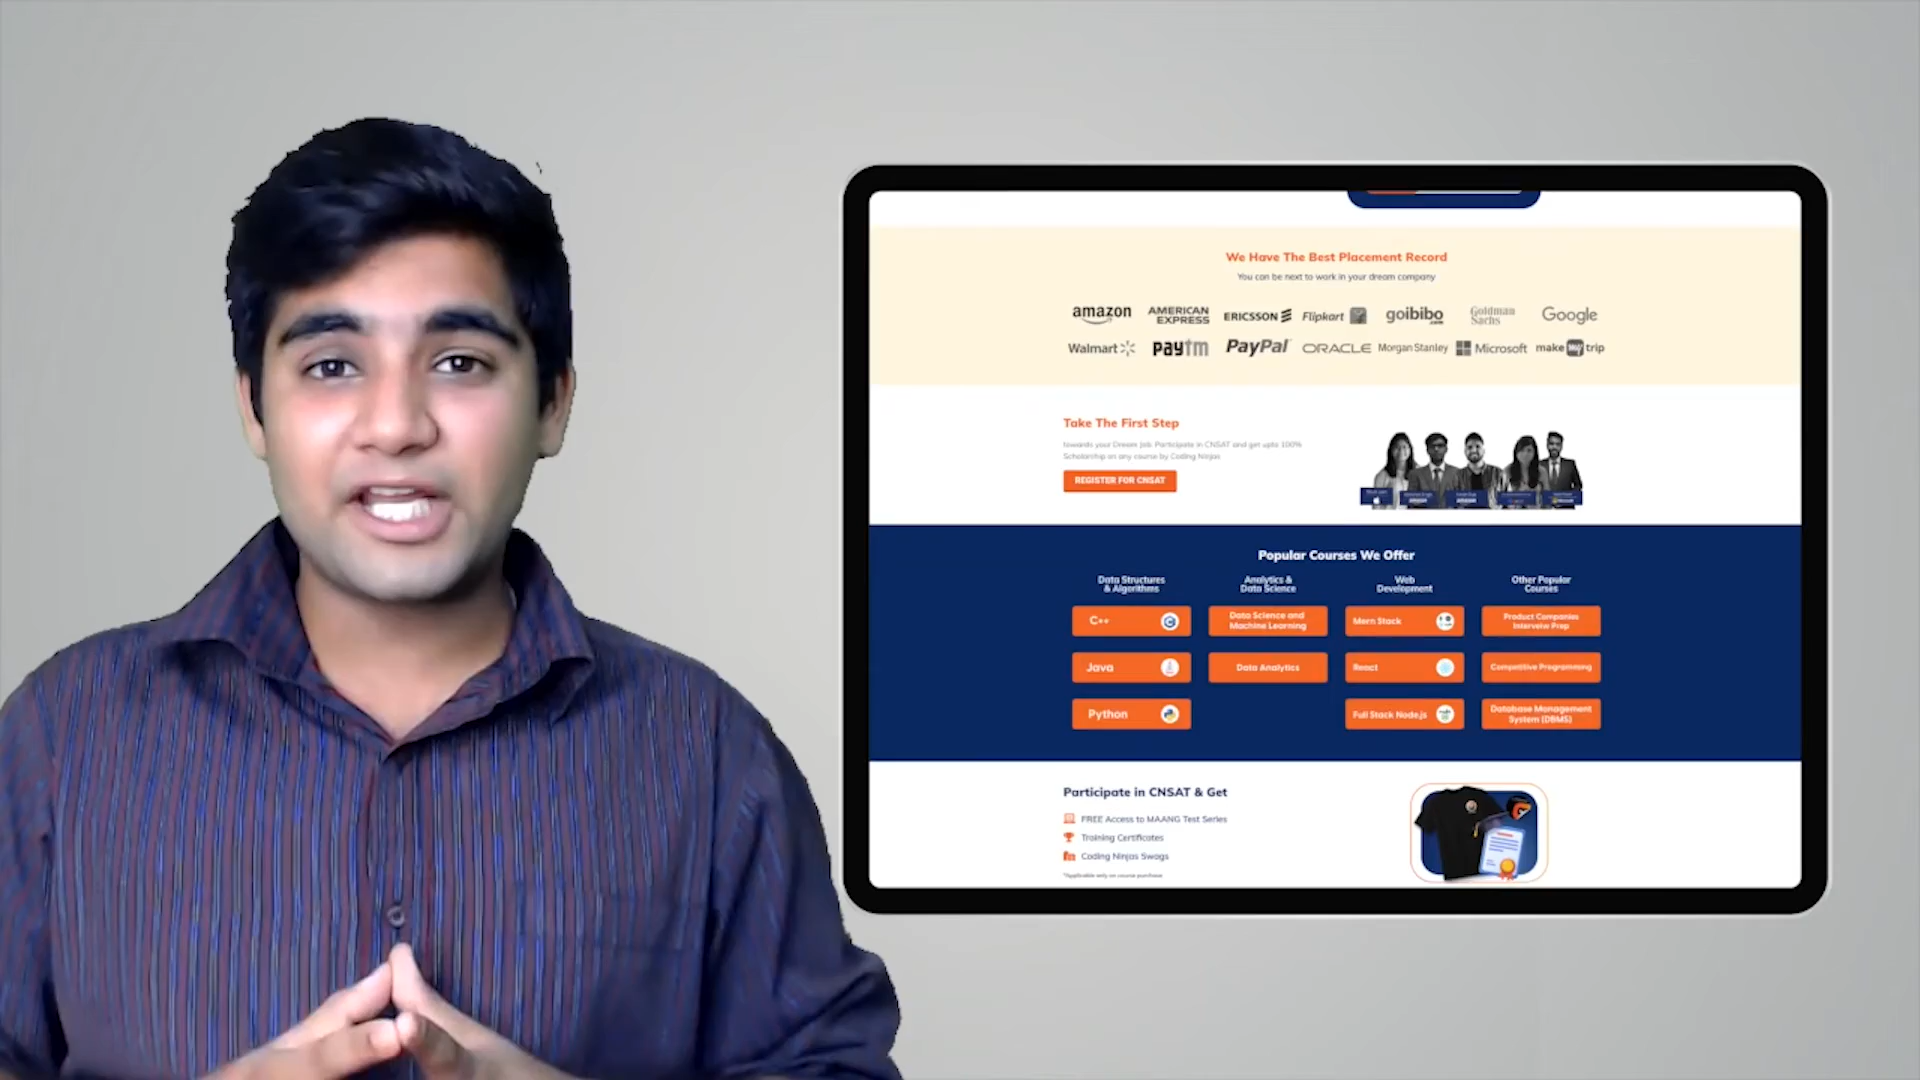 We Have The Best Placement Record
You can be next to work in your dream company
amazon AMERICAN EXPRESS ERICSSON Flipkart goibibo.com Goldman Sachs Google
Walmart paytm PayPal ORACLE Morgan Stanley Microsoft make my trip
Take The First Step
towards your Dream Job. Participate in CNSAT and get upto 100%
Scholarship on any course by Coding Ninjas
REGISTER FOR CNSAT
Popular Courses We Offer
Data Structures
& Algorithms
Analytics &
Data Science
Web
Development
Other Popular
Courses
C++
Data Science and
Machine Learning
Mern Stack
Product Companies
Interveiw Prep
Java
Data Analytics
React
Competitive Programming
Python
Full Stack Node.js
Database Management
System (DBMS)
Participate in CNSAT & Get
FREE Access to MAANG Test Series
Training Certificates
Coding Ninjas Swags
*Applicable only on course purchase